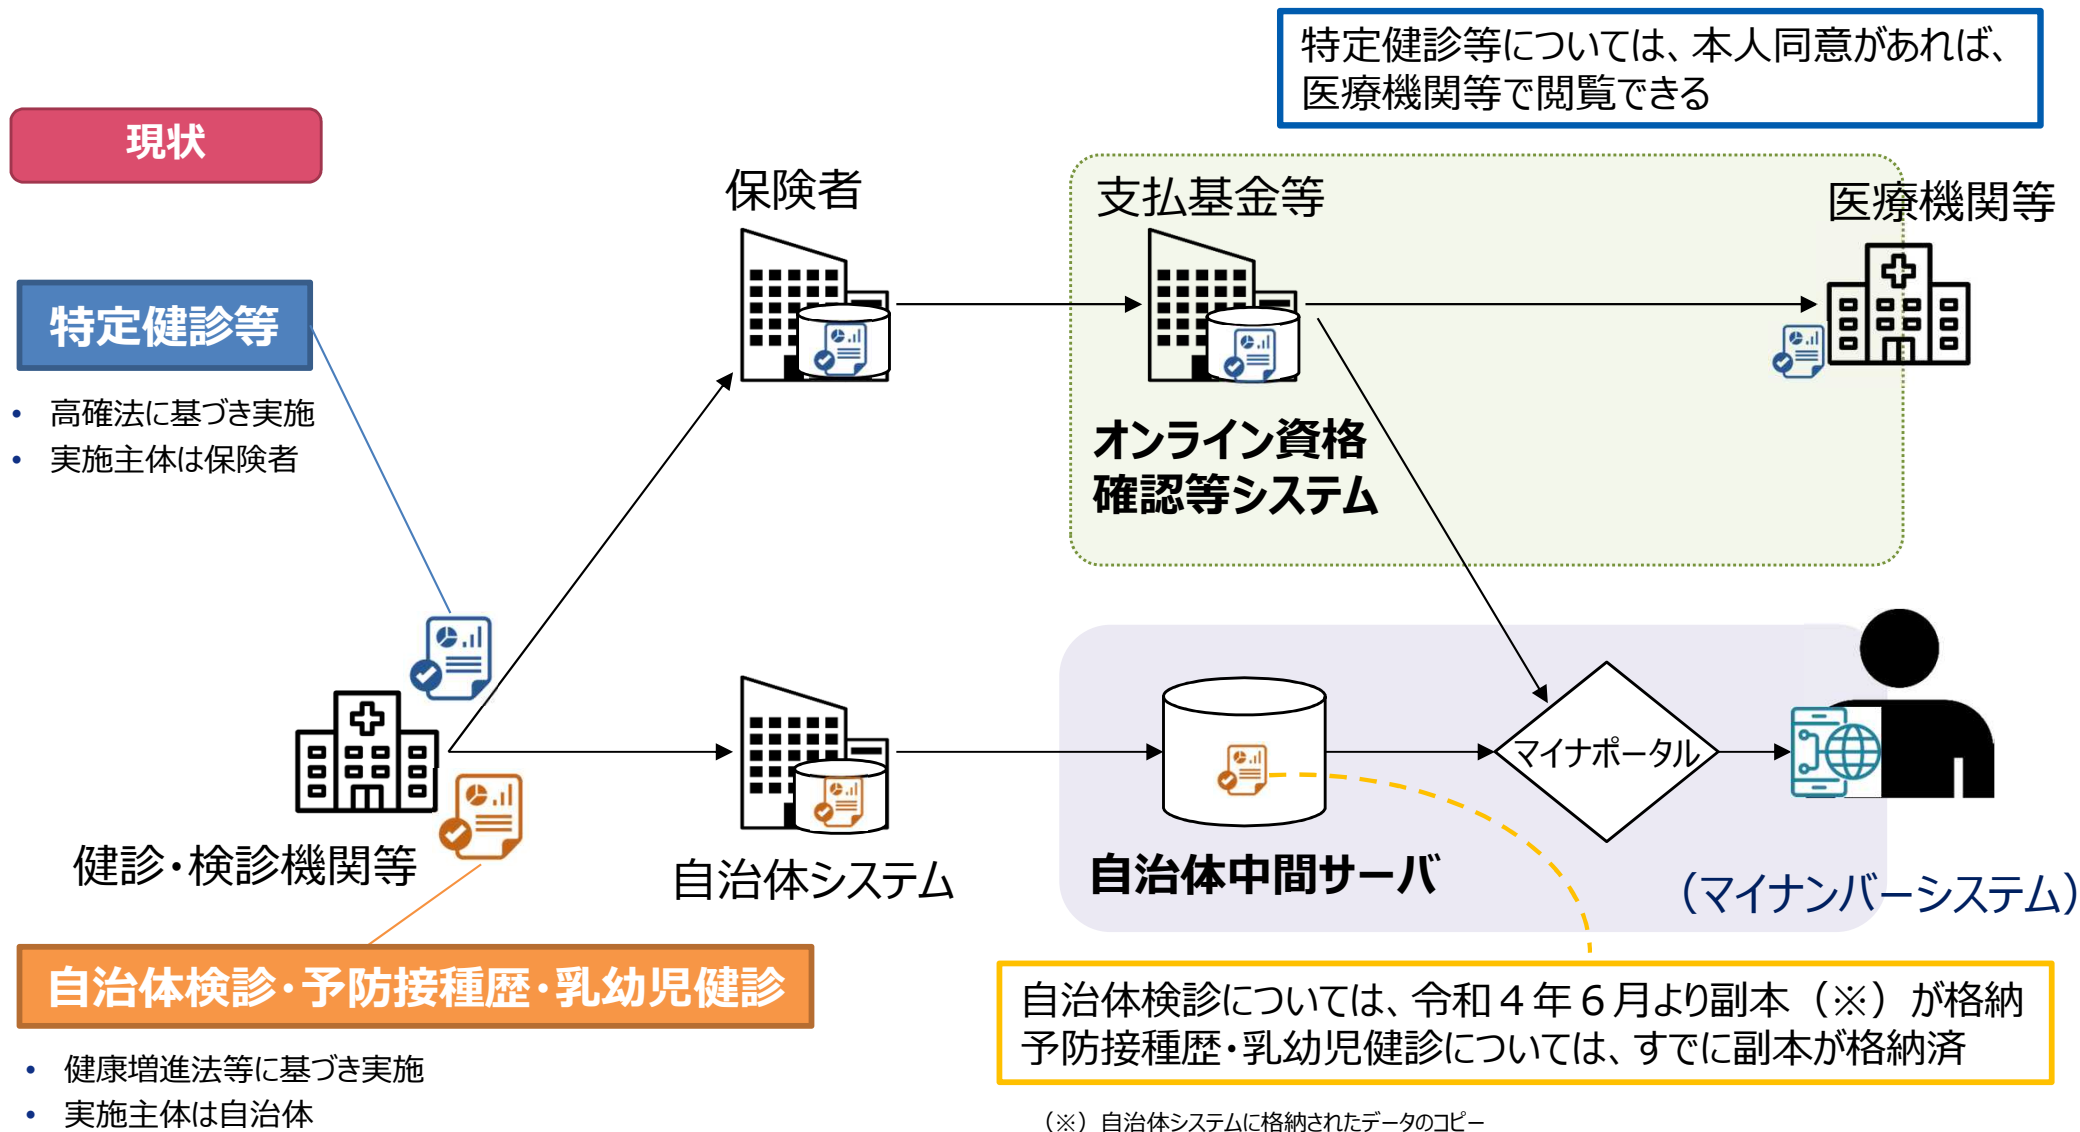 特定健診等については、本人同意があれば、
医療機関等で閲覧できる
現状
保険者
支払基金等
医療機関等
特定健診等
・ 高確法に基づき実施
・ 実施主体は保険者
オンライン資格
確認等システム
マイナポータル
健診・検診機関等
自治体システム
自治体中間サーバ
（マイナンバーシステム）
自治体検診・予防接種歴・乳幼児健診
・ 健康増進法等に基づき実施
・ 実施主体は自治体
自治体検診については、令和４年６月より副本（※）が格納
予防接種歴・乳幼児健診については、すでに副本が格納済
（※）自治体システムに格納されたデータのコピー